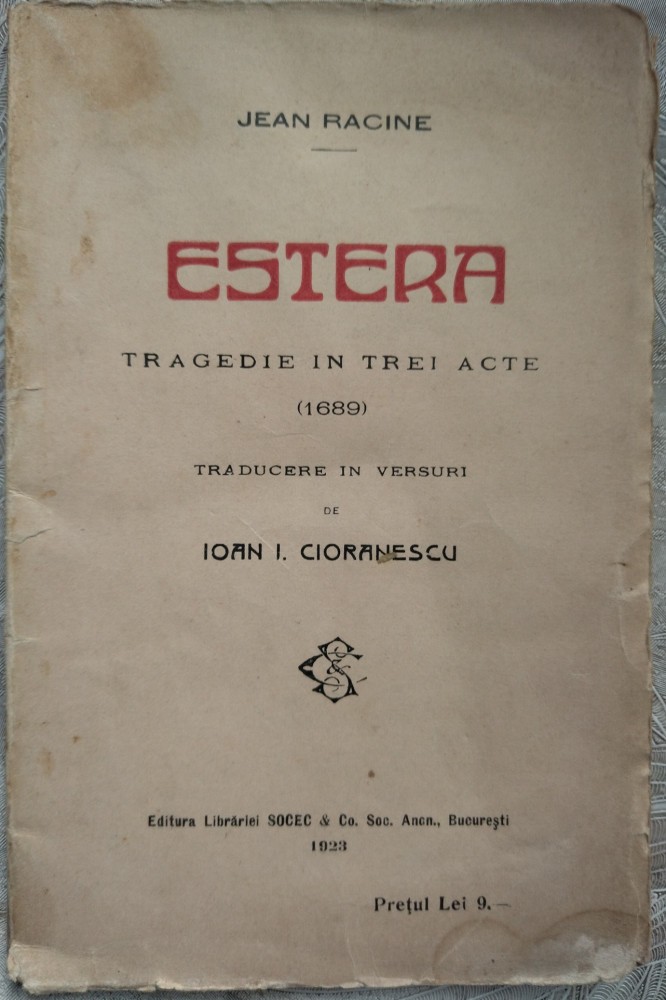 JEAN RACINE
ESTERA
TRAGEDIE IN TREI ACTE
(1689)
TRADUCERE IN VERSURI
DE
IOAN I. CIORANESCU
Editura Librăriei SOCEC & Co. Soc. Anon., Bucureşti
1923
Preţul Lei 9.—